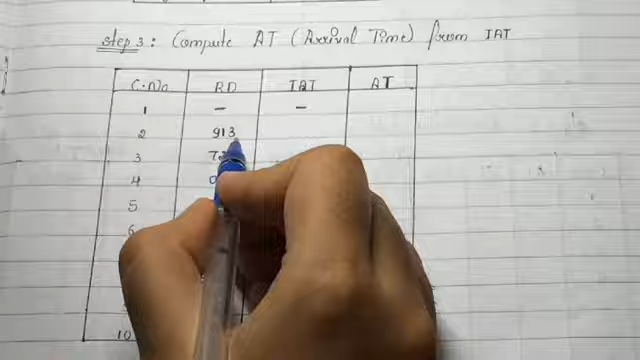 Step 3: Compute AT (Arrival Time) from IAT
C.No RD IAT AT
1 - -
2 913
3
4
5
10